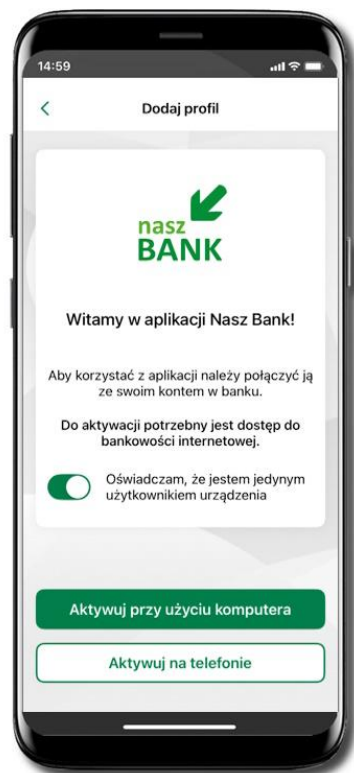 14:59
Dodaj profil
nasz
BANK
Witamy w aplikacji Nasz Bank!
Aby korzystać z aplikacji należy połączyć ją
ze swoim kontem w banku.
Do aktywacji potrzebny jest dostęp do
bankowości internetowej.
Oświadczam, że jestem jedynym
użytkownikiem urządzenia
Aktywuj przy użyciu komputera
Aktywuj na telefonie